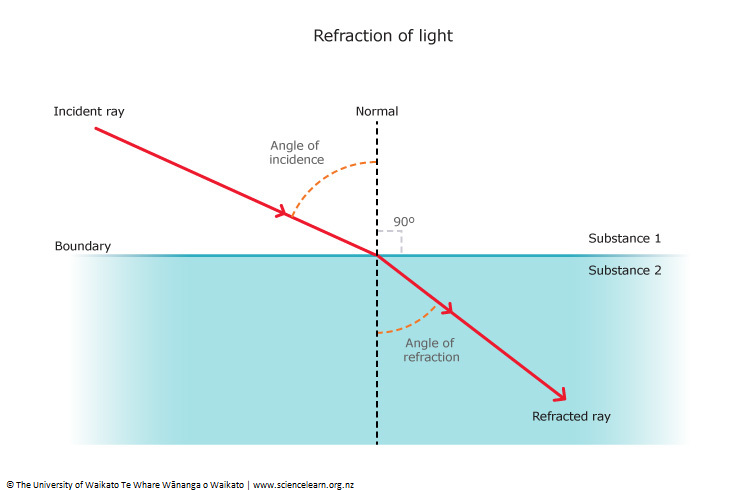 Refraction of light
Incident ray
Normal
Angle of
incidence
90º
Boundary
Substance 1
Substance 2
Angle of
refraction
Refracted ray
© The University of Waikato Te Whare Wānanga o Waikato | www.sciencelearn.org.nz